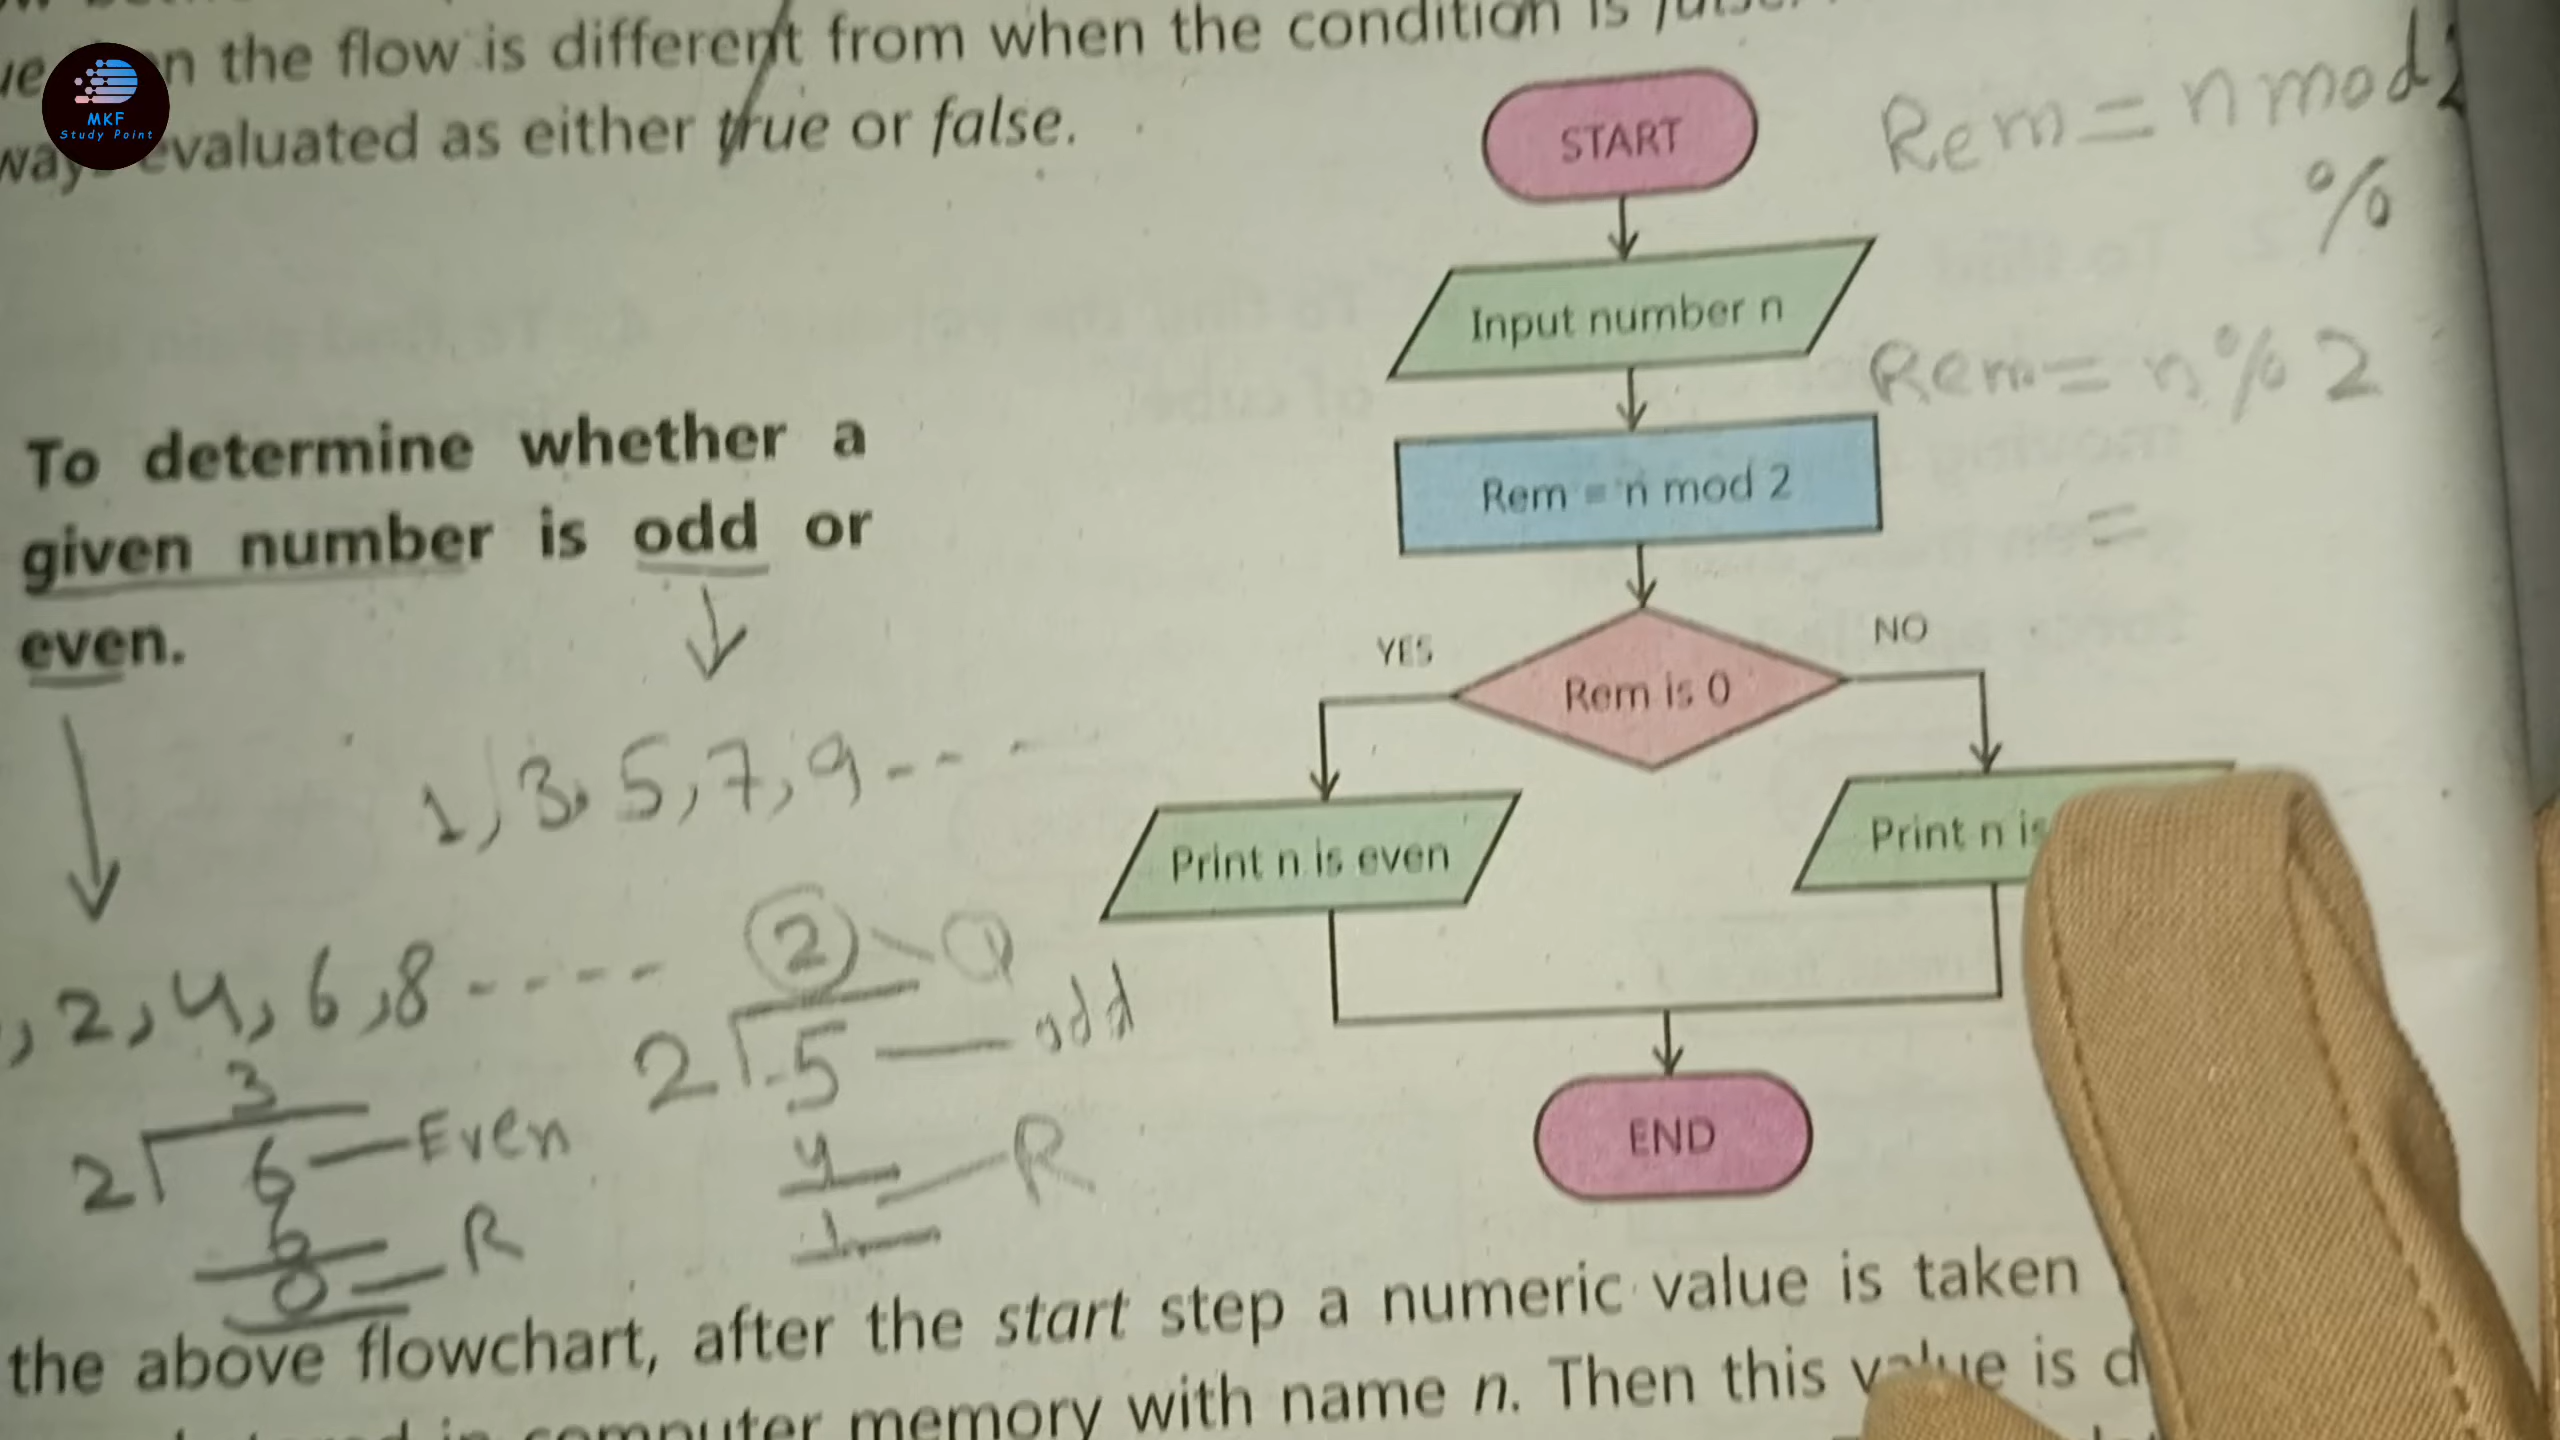 the flow is different from when the condition is
MKF
Study Point
evaluated as either true or false.
START
Rem = n mod 2
%
Input number n
Rem = n % 2
To determine whether a
given number is odd or
even.
Rem = n mod 2
=
YES
NO
Rem is 0
1, 3, 5, 7, 9 - - -
Print n is even
Print n is
, 2, 4, 6, 8 - - - -
2 Q
2 5 odd
4
1 R
3
2 6 Even
6
0 R
END
the above flowchart, after the start step a numeric value is taken
computer memory with name n. Then this value is